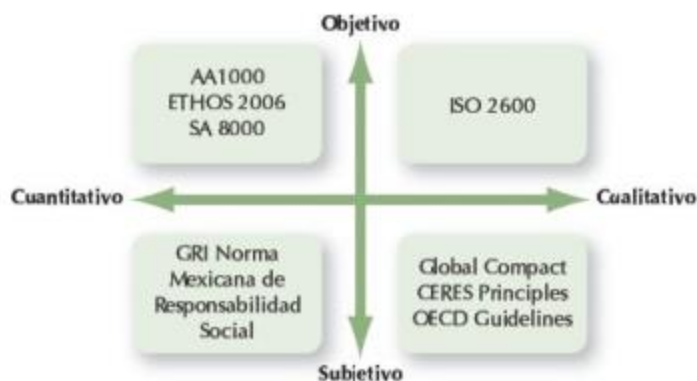 Objetivo
AA1000
ETHOS 2006
SA 8000
ISO 2600
Cuantitativo
Cualitativo
GRI Norma
Mexicana de
Responsabilidad
Social
Global Compact
CERES Principles
OECD Guidelines
Subjetivo